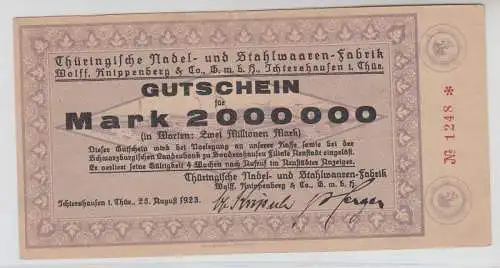 Thüringische Nadel- und Stahlwaaren-Fabrik
Wolff, Knippenberg & Co., G. m. b. H., Ichtershausen i. Thür.
GUTSCHEIN
für
Mark 2000000
(in Worten: Zwei Millionen Mark)
Dieser Gutschein wird bei Vorlegung an unserer Kasse sowie bei der
Schwarzburgischen Landesbank zu Sondershausen Filiale Arnstadt eingelöst.
Er verliert seine Gültigkeit 4 Wochen nach Aufruf im Arnstädter Anzeiger.
Thüringische Nadel- und Stahlwaaren-Fabrik
Wolff, Knippenberg & Co., G. m. b. H.
Ichtershausen i. Thür., 25. August 1923.
№ 1248 *